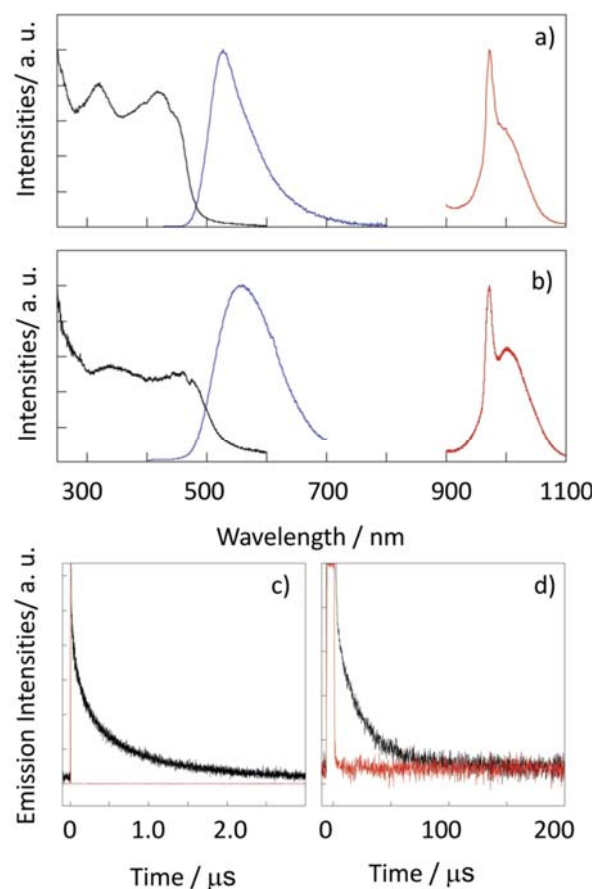 a)
Intensities/ a. u.
b)
Intensities/ a. u.
300 500 700 900 1100
Wavelength / nm
c) d)
Emission Intensities/ a. u.
0 1.0 2.0 0 100 200
Time / μs Time / μs